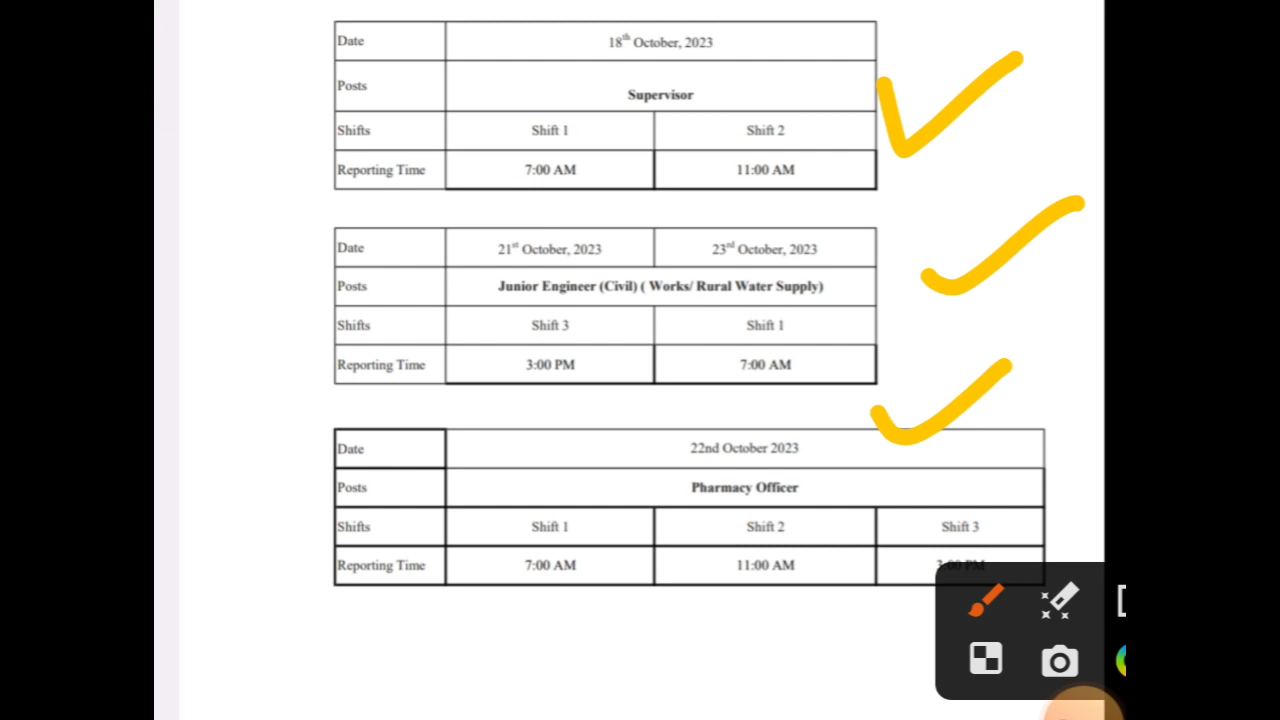 Date 18th October, 2023
Posts Supervisor
Shifts Shift 1 Shift 2
Reporting Time 7:00 AM 11:00 AM
Date 21st October, 2023 23rd October, 2023
Posts Junior Engineer (Civil) ( Works/ Rural Water Supply)
Shifts Shift 3 Shift 1
Reporting Time 3:00 PM 7:00 AM
Date 22nd October 2023
Posts Pharmacy Officer
Shifts Shift 1 Shift 2 Shift 3
Reporting Time 7:00 AM 11:00 AM 3:00 PM